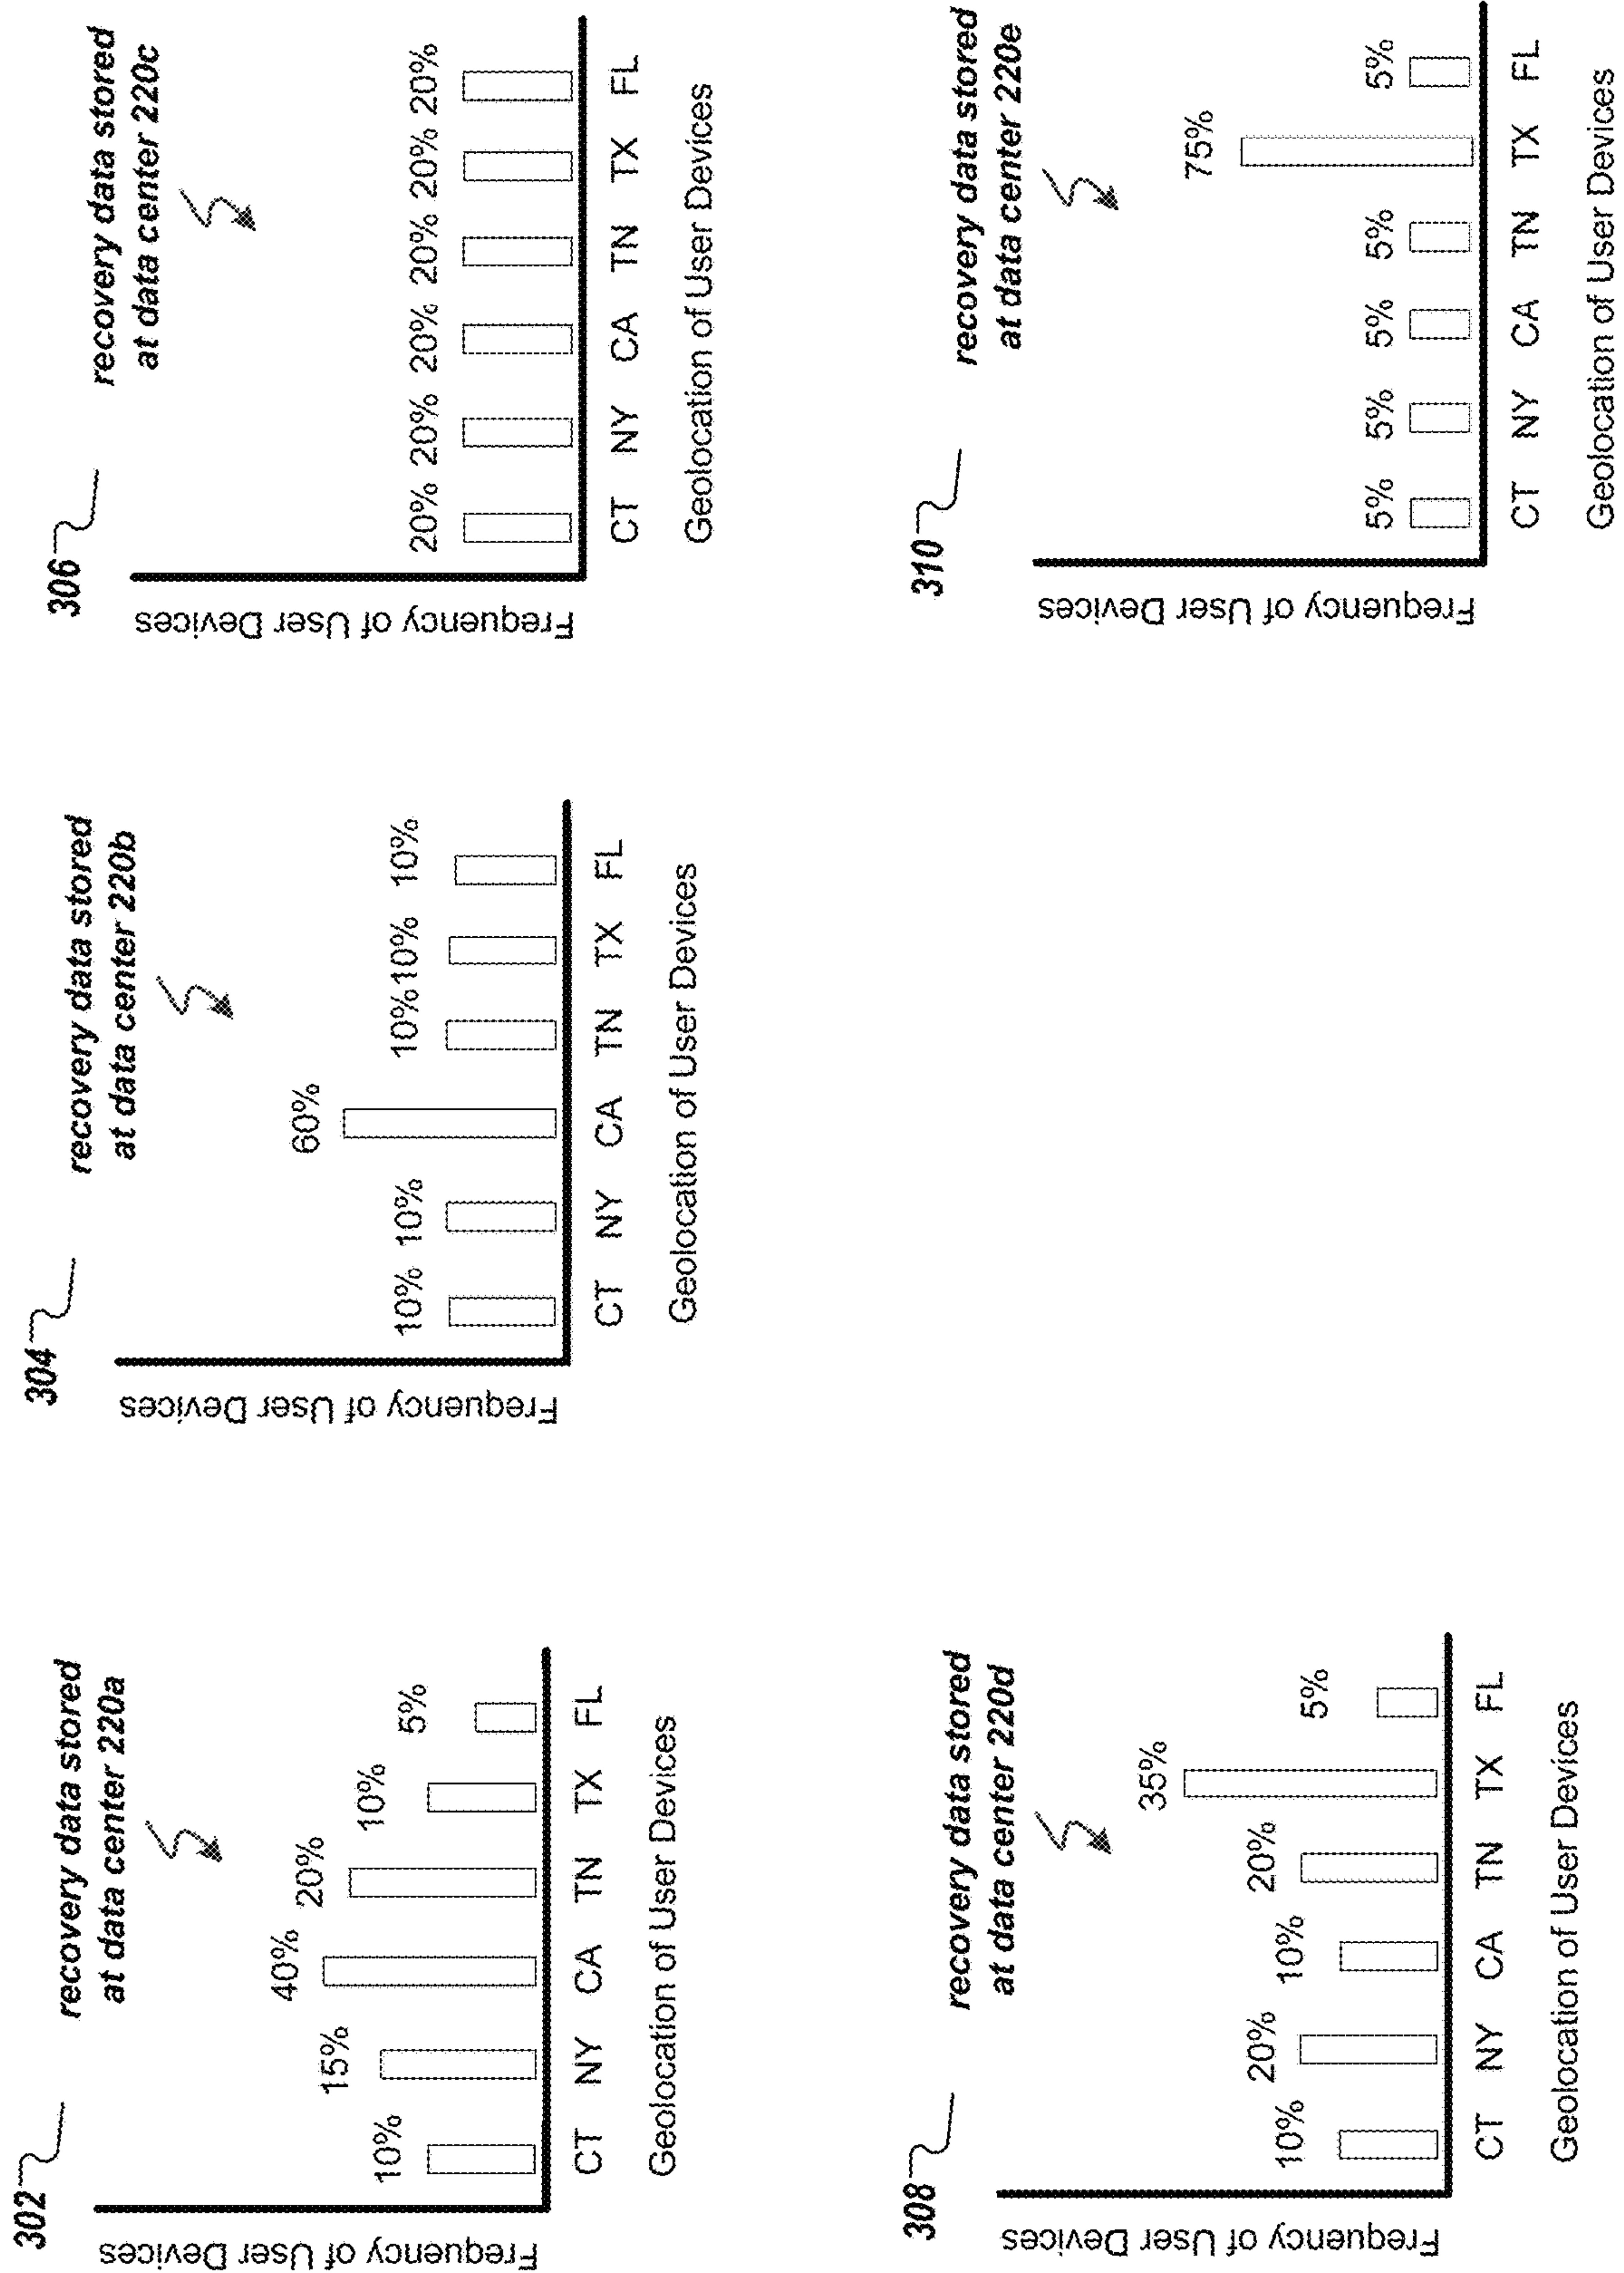 302
recovery data stored
at data center 220a
Frequency of User Devices
10%
15%
40%
20%
10%
5%
CT NY CA TN TX FL
Geolocation of User Devices
304
recovery data stored
at data center 220b
Frequency of User Devices
10% 10% 60% 10% 10% 10%
CT NY CA TN TX FL
Geolocation of User Devices
306
recovery data stored
at data center 220c
Frequency of User Devices
20% 20% 20% 20% 20% 20%
CT NY CA TN TX FL
Geolocation of User Devices
308
recovery data stored
at data center 220d
Frequency of User Devices
10%
20%
10%
20%
35%
5%
CT NY CA TN TX FL
Geolocation of User Devices
310
recovery data stored
at data center 220e
Frequency of User Devices
5% 5% 5% 5% 75% 5%
CT NY CA TN TX FL
Geolocation of User Devices